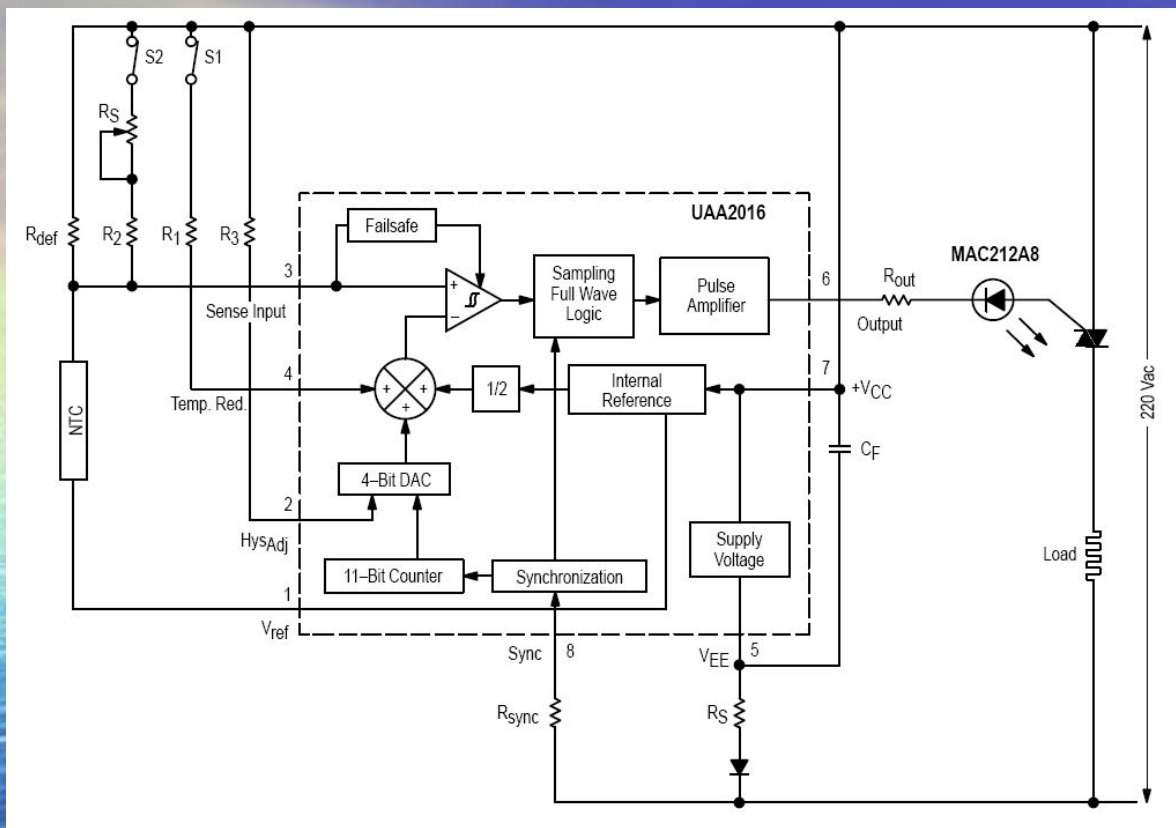 S2
S1
RS
UAA2016
Failsafe
Rdef
R2
R1
R3
MAC212A8
3
Sampling
Full Wave
Logic
Pulse
Amplifier
6
Rout
+
−
Sense Input
Output
220 Vac
4
7
+
+
+
1/2
Internal
Reference
+VCC
Temp. Red.
NTC
CF
4–Bit DAC
2
HysAdj
Supply
Voltage
Load
11–Bit Counter
Synchronization
1
Vref
Sync
8
VEE
5
Rsync
RS